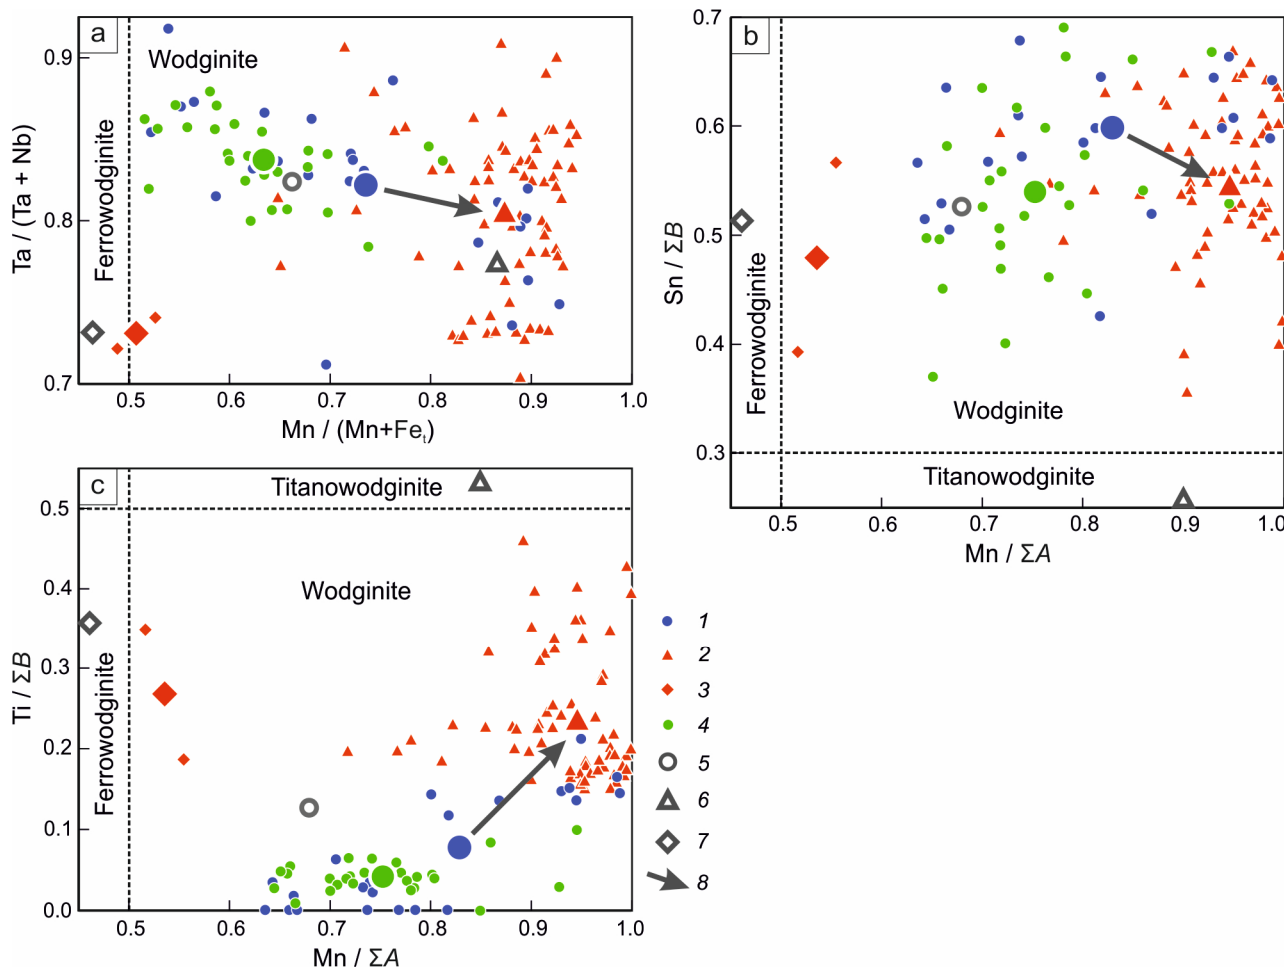 a
Wodginite
Ferrowodginite
Ta / (Ta + Nb)
0.9
0.8
0.7
0.5
0.6
0.7
0.8
0.9
1.0
Mn / (Mn+Feₜ)
b
0.7
0.6
0.5
0.4
0.3
Sn / ΣB
Ferrowodginite
Wodginite
Titanowodginite
0.5
0.6
0.7
0.8
0.9
1.0
Mn / ΣA
c
Titanowodginite
Wodginite
Ferrowodginite
Ti / ΣB
0.5
0.4
0.3
0.2
0.1
0.0
0.5
0.6
0.7
0.8
0.9
1.0
Mn / ΣA
1
2
3
4
5
6
7
8